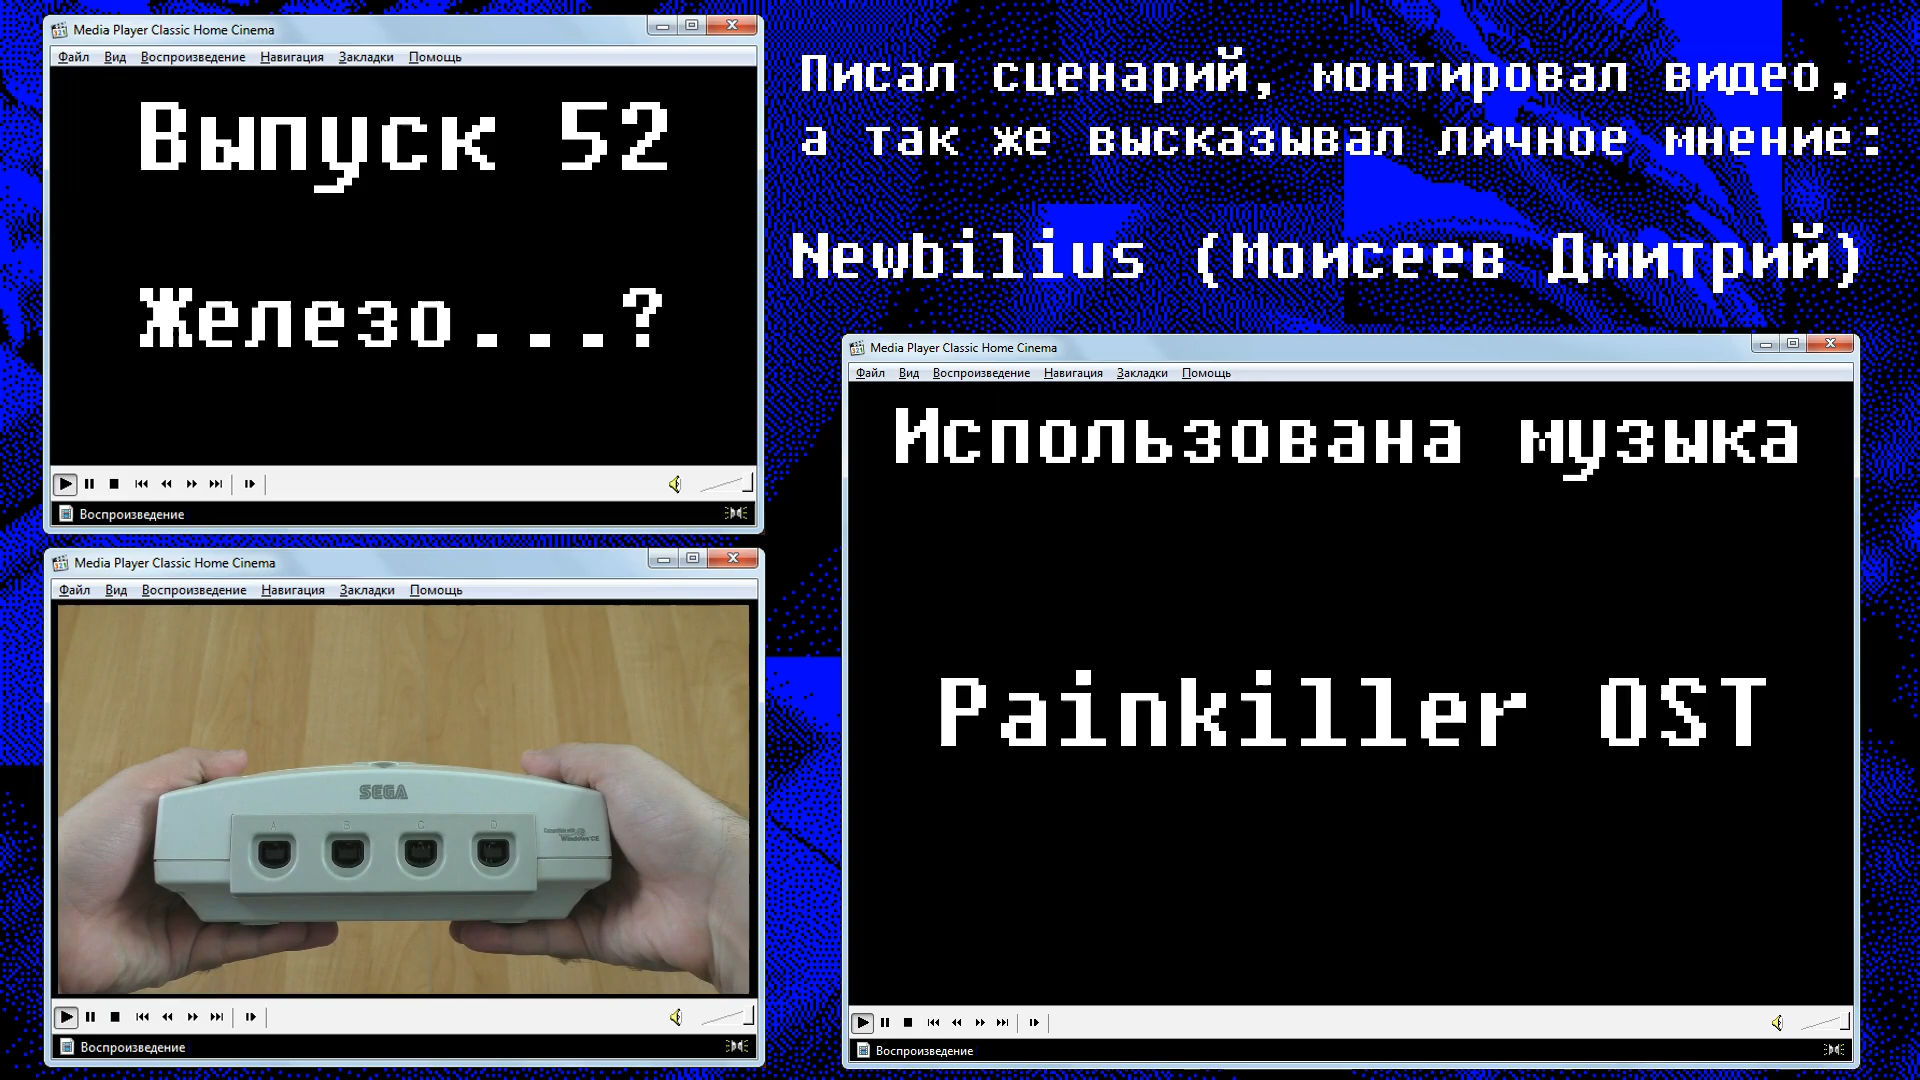 Media Player Classic Home Cinema
Файл Вид Воспроизведение Навигация Закладки Помощь
Выпуск 52
Железо...?
Воспроизведение
Писал сценарий, монтировал видео,
а так же высказывал личное мнение:
Newbilius (Моисеев Дмитрий)
Media Player Classic Home Cinema
Файл Вид Воспроизведение Навигация Закладки Помощь
SEGA
A B C D
Windows CE
Воспроизведение
Media Player Classic Home Cinema
Файл Вид Воспроизведение Навигация Закладки Помощь
Использована музыка
Painkiller OST
Воспроизведение